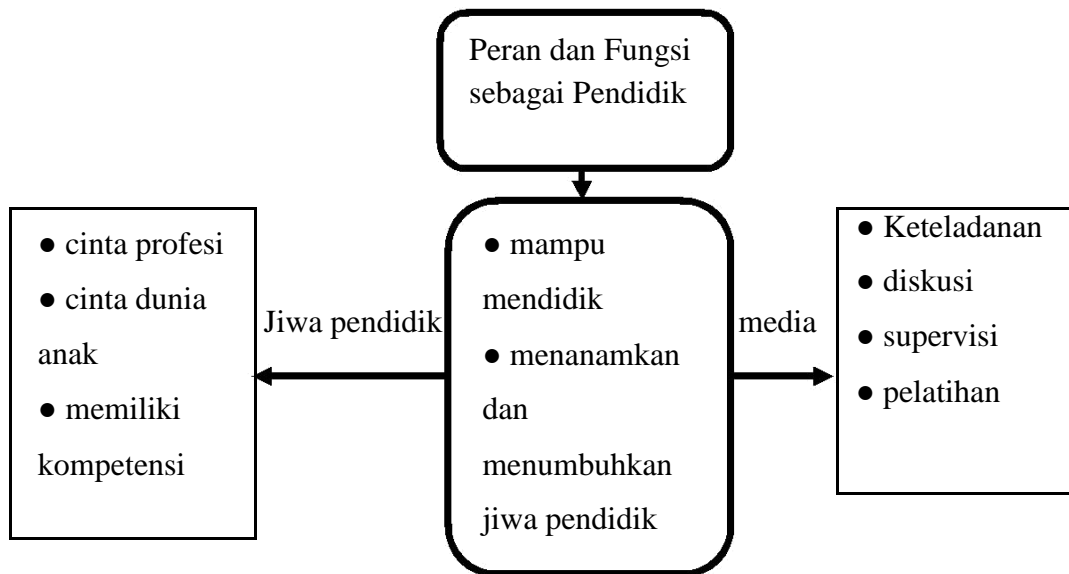 Peran dan Fungsi
sebagai Pendidik
● cinta profesi
● cinta dunia
anak
● memiliki
kompetensi
Jiwa pendidik
● mampu
mendidik
● menanamkan
dan
menumbuhkan
jiwa pendidik
media
● Keteladanan
● diskusi
● supervisi
● pelatihan